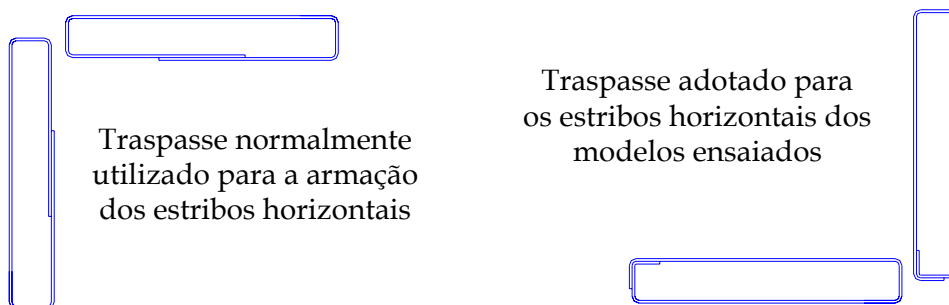 Traspasse normalmente
utilizado para a armação
dos estribos horizontais
Traspasse adotado para
os estribos horizontais dos
modelos ensaiados